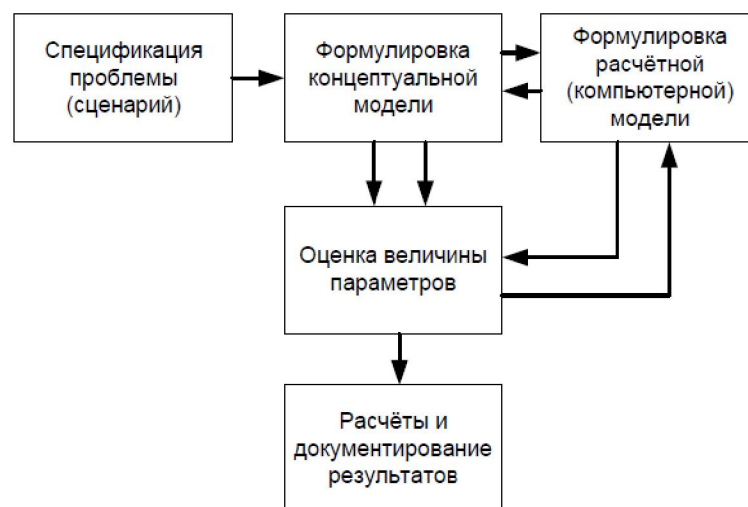 Спецификация
проблемы
(сценарий)
Формулировка
концептуальной
модели
Формулировка
расчётной
(компьютерной)
модели
Оценка величины
параметров
Расчёты и
документирование
результатов